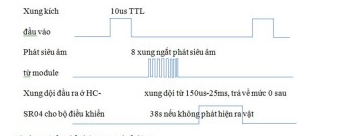 Xung kích 10us TTL
đầu vào
Phát siêu âm 8 xung ngắt phát siêu âm
từ module
Xung dội đầu ra ở HC- xung dội từ 150us-25ms, trả về mức 0 sau
SR04 cho bộ điều khiển 38s nếu không phát hiện ra vật